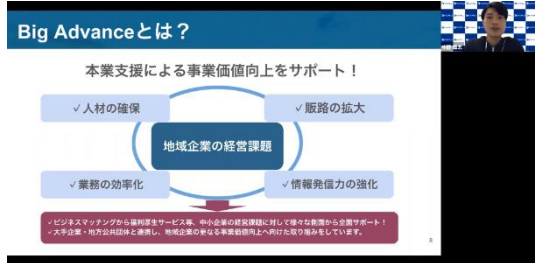 Big Advanceとは？
本業支援による事業価値向上をサポート！
✓人材の確保
✓販路の拡大
地域企業の経営課題
✓業務の効率化
✓情報発信力の強化
✓ビジネスマッチングから福利厚生サービス等、中小企業の経営課題に対して様々な側面から全面サポート！
✓大手企業・地方公共団体と連携し、地域企業の更なる事業価値向上へ向けた取り組みをしています。
8